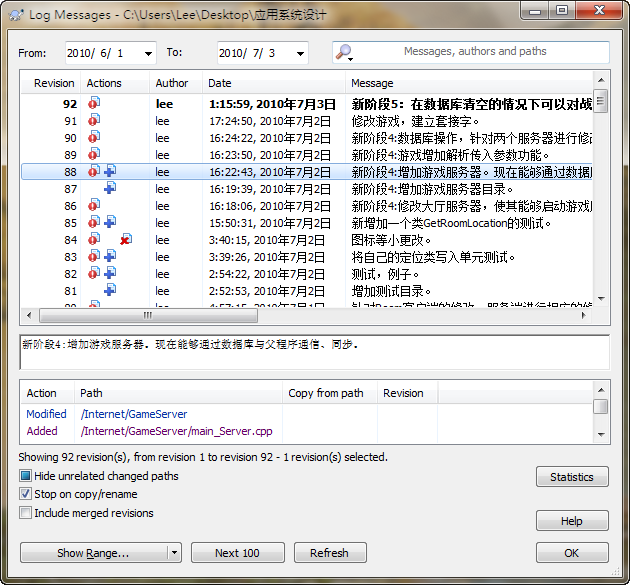 Log Messages - C:\Users\Lee\Desktop\应用系统设计
From: 2010/ 6/ 1 To: 2010/ 7/ 3 Messages, authors and paths
Revision Actions Author Date Message
92 lee 1:15:59, 2010年7月3日 新阶段5：在数据库清空的情况下可以对战
91 lee 17:24:50, 2010年7月2日 修改游戏，建立套接字。
90 lee 16:24:22, 2010年7月2日 新阶段4:数据库操作，针对两个服务器进行修改
89 lee 16:23:50, 2010年7月2日 新阶段4:游戏增加解析传入参数功能。
88 lee 16:22:43, 2010年7月2日 新阶段4:增加游戏服务器。现在能够通过数据库
87 lee 16:19:39, 2010年7月2日 新阶段4:增加游戏服务器目录。
86 lee 16:18:06, 2010年7月2日 新阶段4:修改大厅服务器，使其能够启动游戏
85 lee 15:50:31, 2010年7月2日 新增加一个类GetRoomLocation的测试。
84 lee 3:40:15, 2010年7月2日 图标等小更改。
83 lee 3:39:26, 2010年7月2日 将自己的定位类写入单元测试。
82 lee 2:54:22, 2010年7月2日 测试，例子。
81 lee 2:52:53, 2010年7月2日 增加测试目录。
新阶段4:增加游戏服务器。现在能够通过数据库与父程序通信、同步.
Action Path Copy from path Revision
Modified /Internet/GameServer
Added /Internet/GameServer/main_Server.cpp
Showing 92 revision(s), from revision 1 to revision 92 - 1 revision(s) selected.
Hide unrelated changed paths
Statistics
Stop on copy/rename
Include merged revisions
Help
Show Range... Next 100 Refresh OK